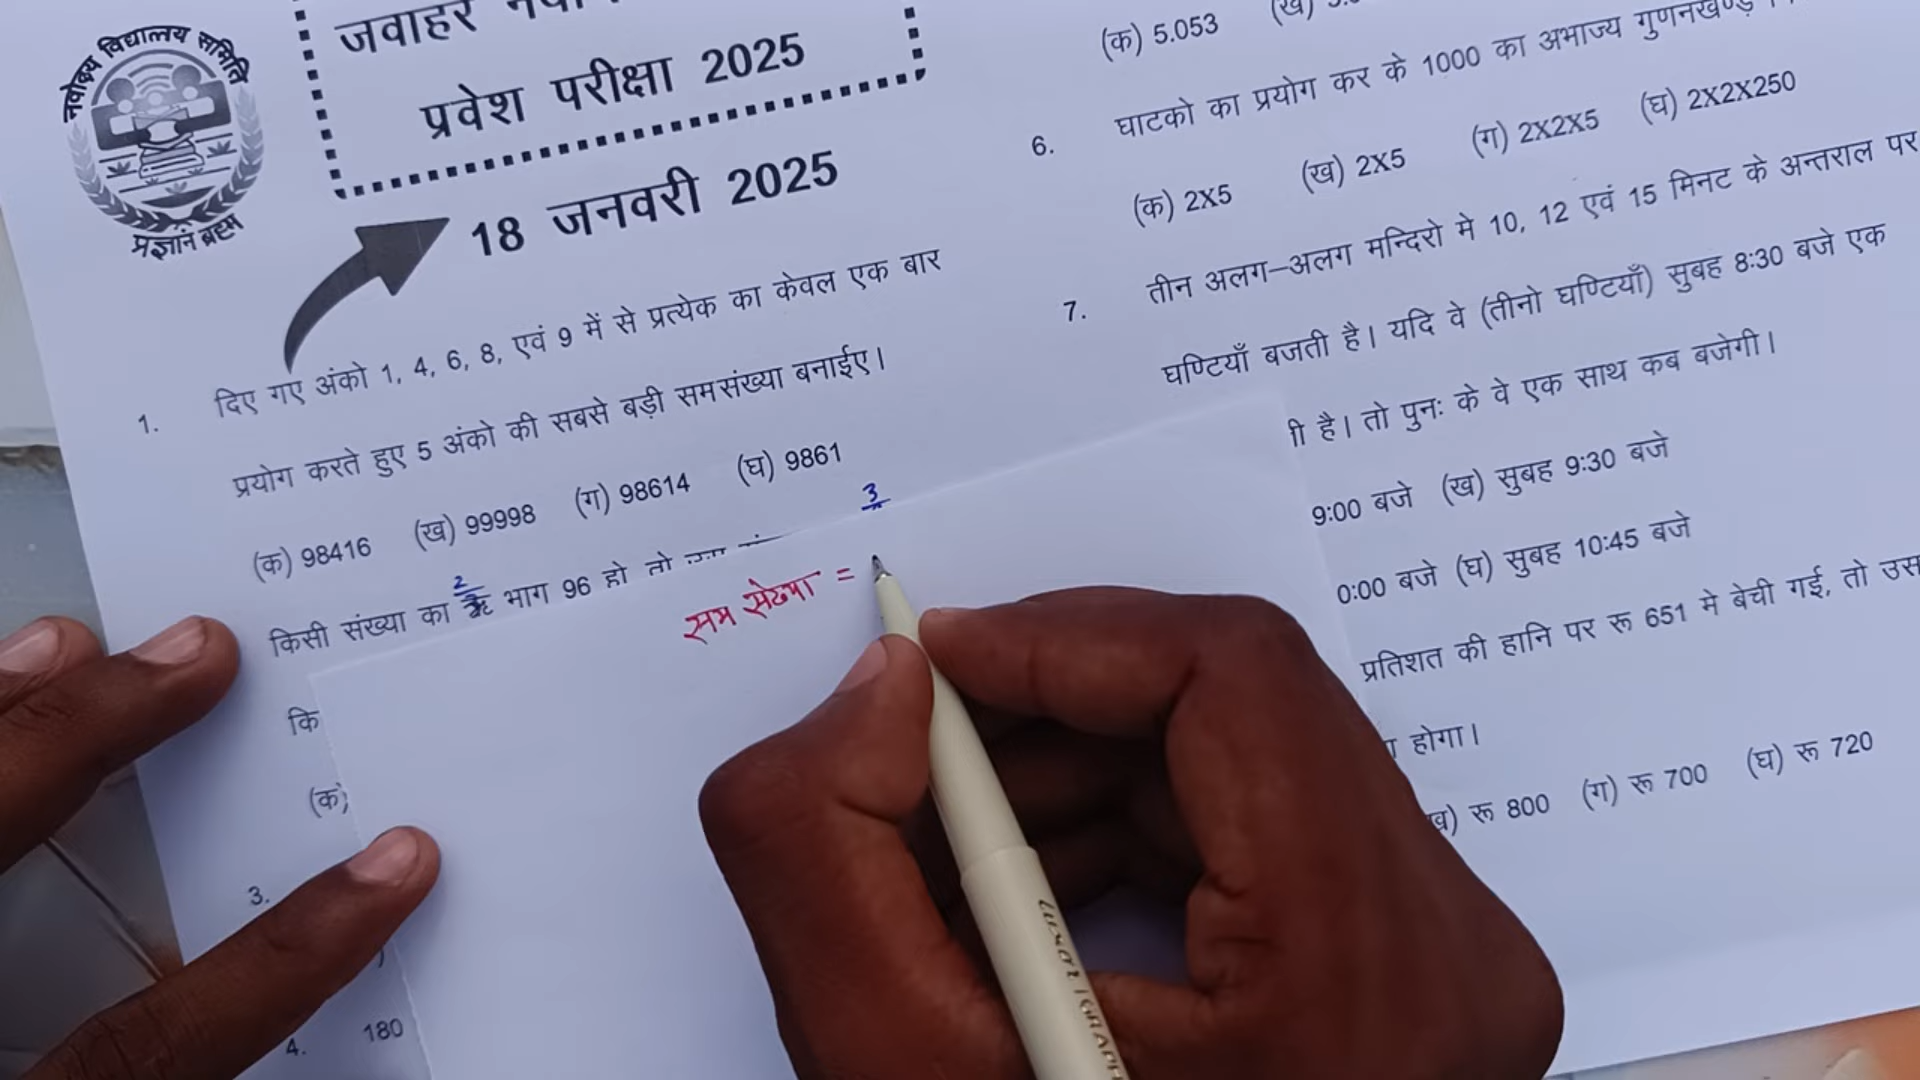 नवोदय विद्यालय समिति
प्रज्ञानं ब्रह्म
जवाहर
प्रवेश परीक्षा 2025
18 जनवरी 2025
1. दिए गए अंको 1, 4, 6, 8, एवं 9 में से प्रत्येक का केवल एक बार
प्रयोग करते हुए 5 अंको की सबसे बड़ी समसंख्या बनाईए।
(क) 98416 (ख) 99998 (ग) 98614 (घ) 9861
किसी संख्या का 2 भाग 96 हो तो
3
सम संख्या =
कि
(क)
3.
4. 180
(क) 5.053 (ख)
6. घाटको का प्रयोग कर के 1000 का अभाज्य गुणनखण्ड
(क) 2X5 (ख) 2X5 (ग) 2X2X5 (घ) 2X2X250
7. तीन अलग–अलग मन्दिरो मे 10, 12 एवं 15 मिनट के अन्तराल पर
घण्टियाँ बजती है। यदि वे (तीनो घण्टियाँ) सुबह 8:30 बजे एक
है। तो पुनः के वे एक साथ कब बजेगी।
9:00 बजे (ख) सुबह 9:30 बजे
0:00 बजे (घ) सुबह 10:45 बजे
प्रतिशत की हानि पर रू 651 मे बेची गई, तो उस
होगा।
ख) रू 800 (ग) रू 700 (घ) रू 720